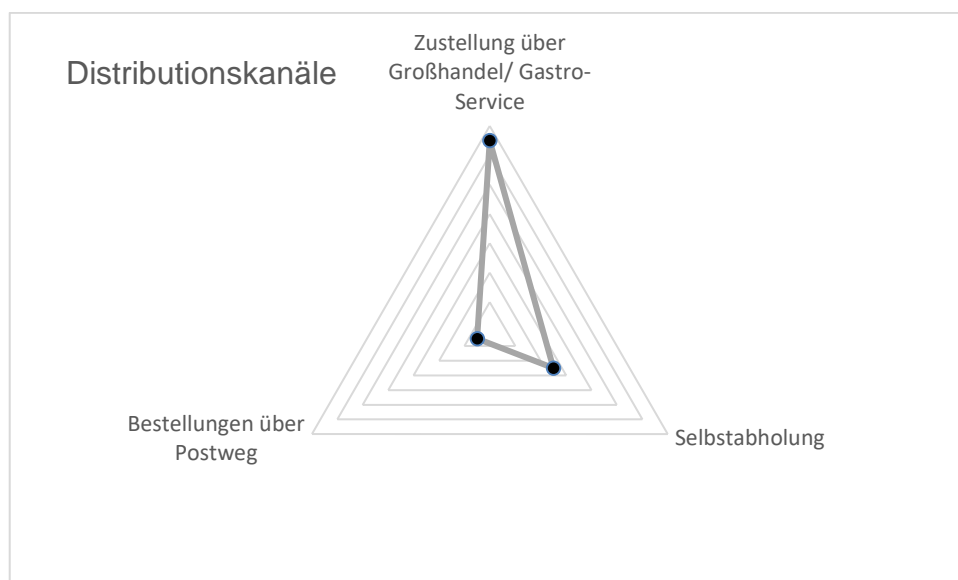 Distributionskanäle
Zustellung über
Großhandel/ Gastro-
Service
Bestellungen über
Postweg
Selbstabholung